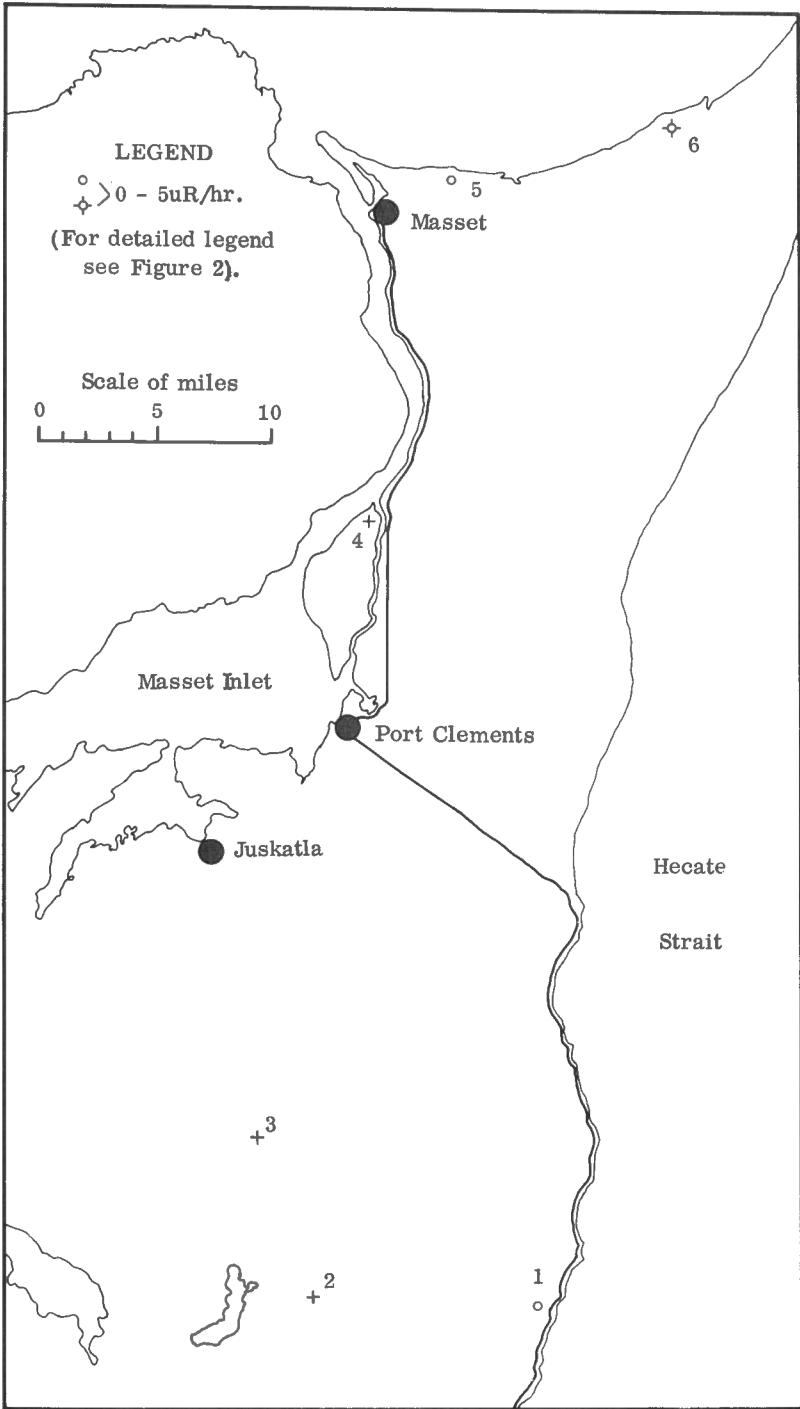 LEGEND
>0 - 5uR/hr.
(For detailed legend
see Figure 2).
Scale of miles
0 5 10
6
5
Masset
4
Masset Inlet
Port Clements
Juskatla
Hecate
Strait
3
2
1